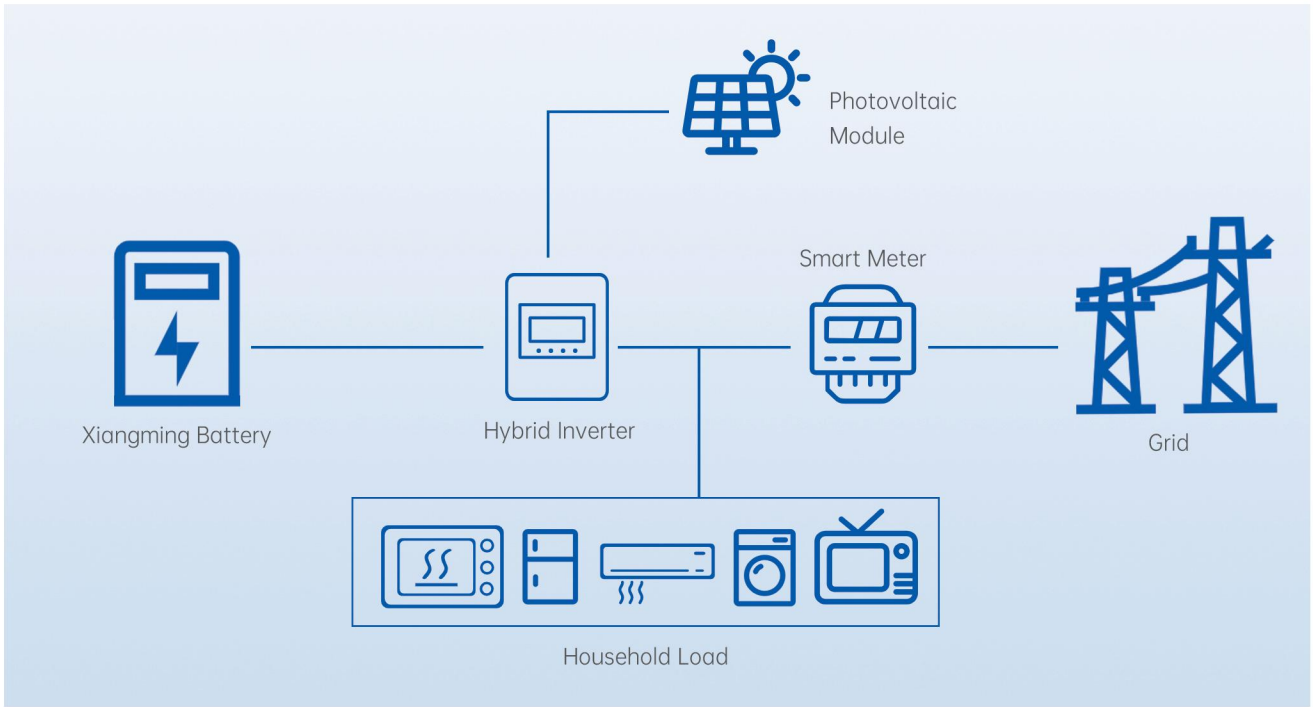 Photovoltaic
Module
Smart Meter
Xiangming Battery
Hybrid Inverter
Grid
Household Load